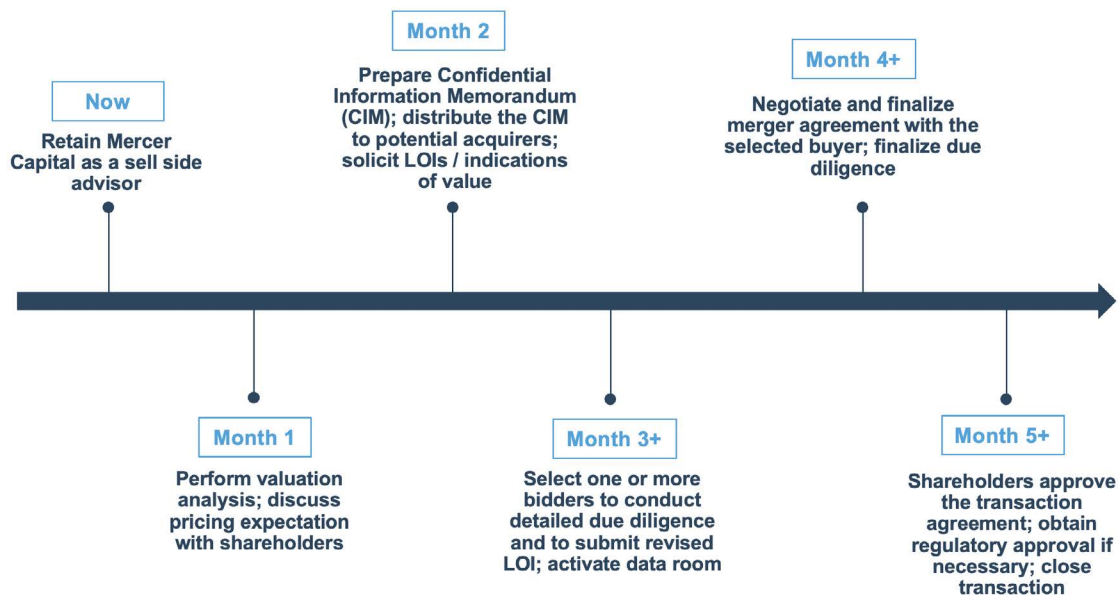 Now
Retain Mercer
Capital as a sell side
advisor
Month 1
Perform valuation
analysis; discuss
pricing expectation
with shareholders
Month 2
Prepare Confidential
Information Memorandum
(CIM); distribute the CIM
to potential acquirers;
solicit LOIs / indications
of value
Month 3+
Select one or more
bidders to conduct
detailed due diligence
and to submit revised
LOI; activate data room
Month 4+
Negotiate and finalize
merger agreement with the
selected buyer; finalize due
diligence
Month 5+
Shareholders approve
the transaction
agreement; obtain
regulatory approval if
necessary; close
transaction